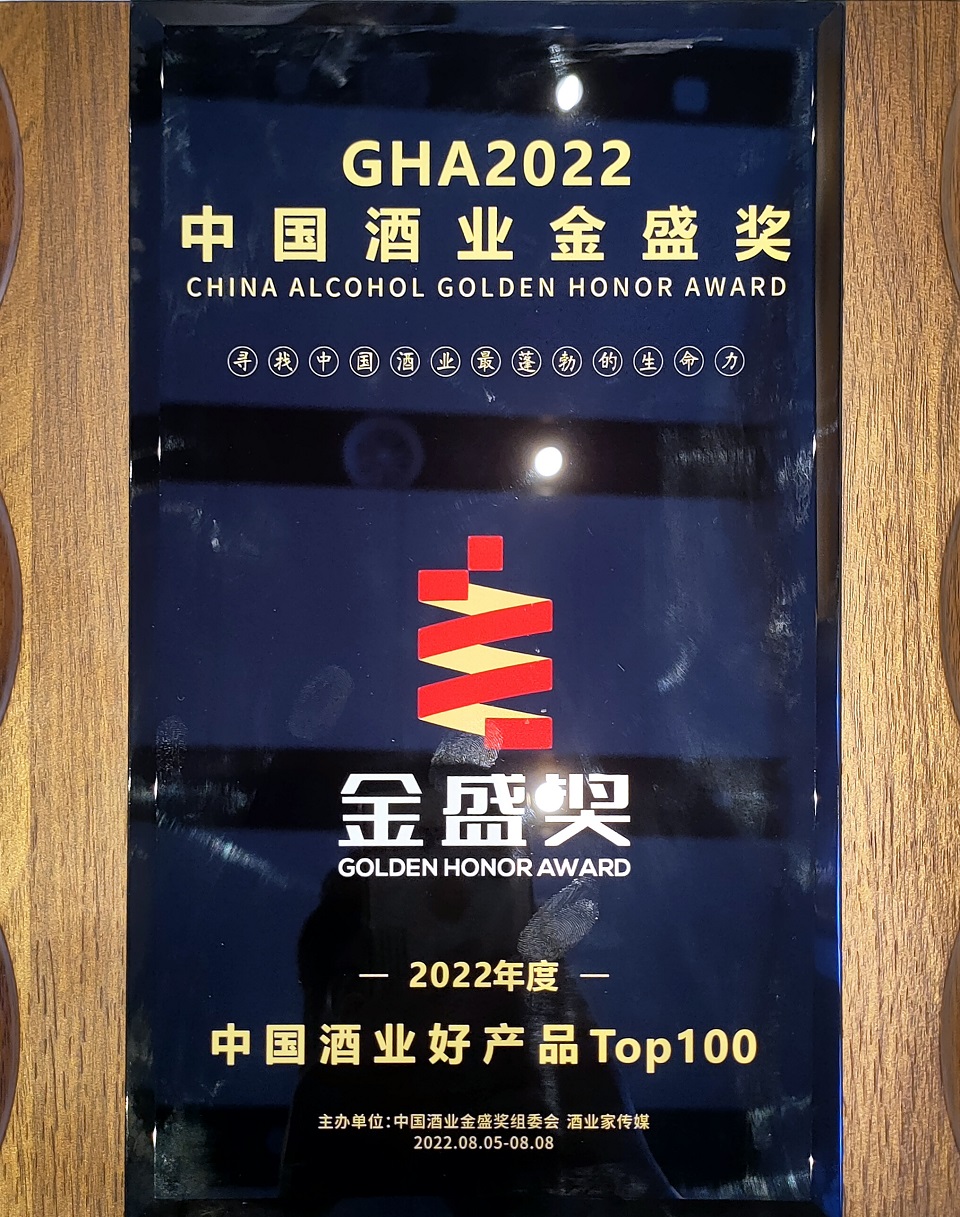 GHA2022
中国酒业金盛奖
CHINA ALCOHOL GOLDEN HONOR AWARD
寻找中国酒业最蓬勃的生命力
金盛奖
GOLDEN HONOR AWARD
— 2022年度 —
中国酒业好产品Top100
主办单位:中国酒业金盛奖组委会 酒业家传媒
2022.08.05-08.08